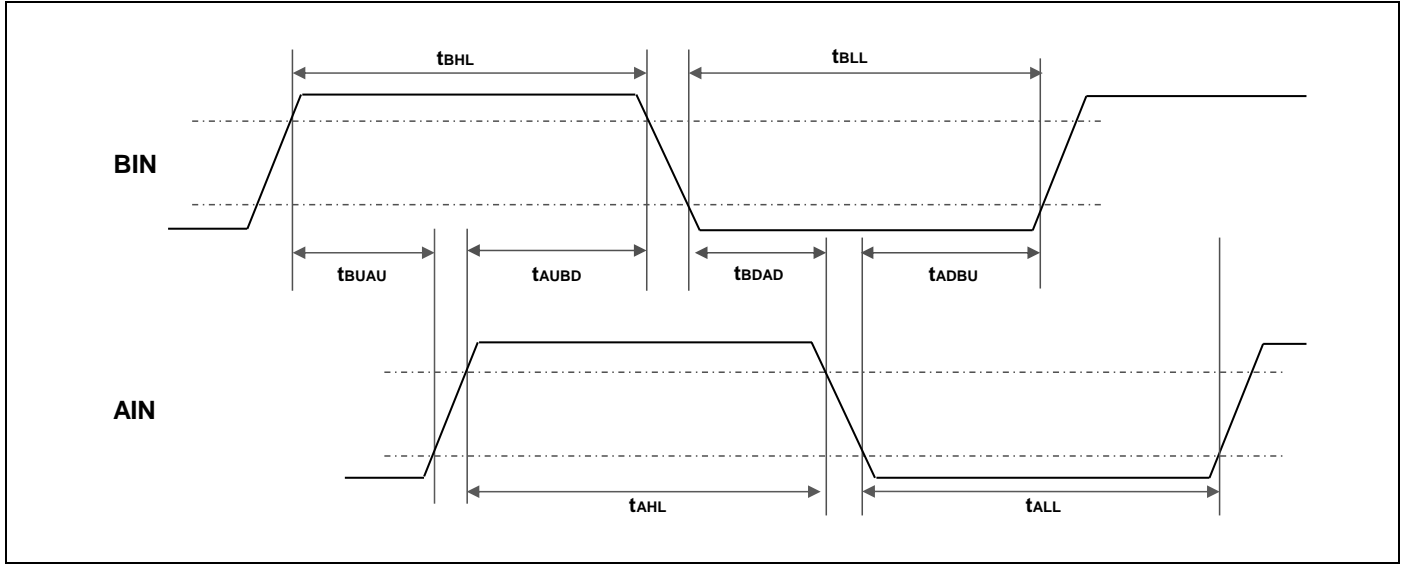 tBHL
tBLL
BIN
tBUAU
tAUBD
tBDAD
tADBU
AIN
tAHL
tALL